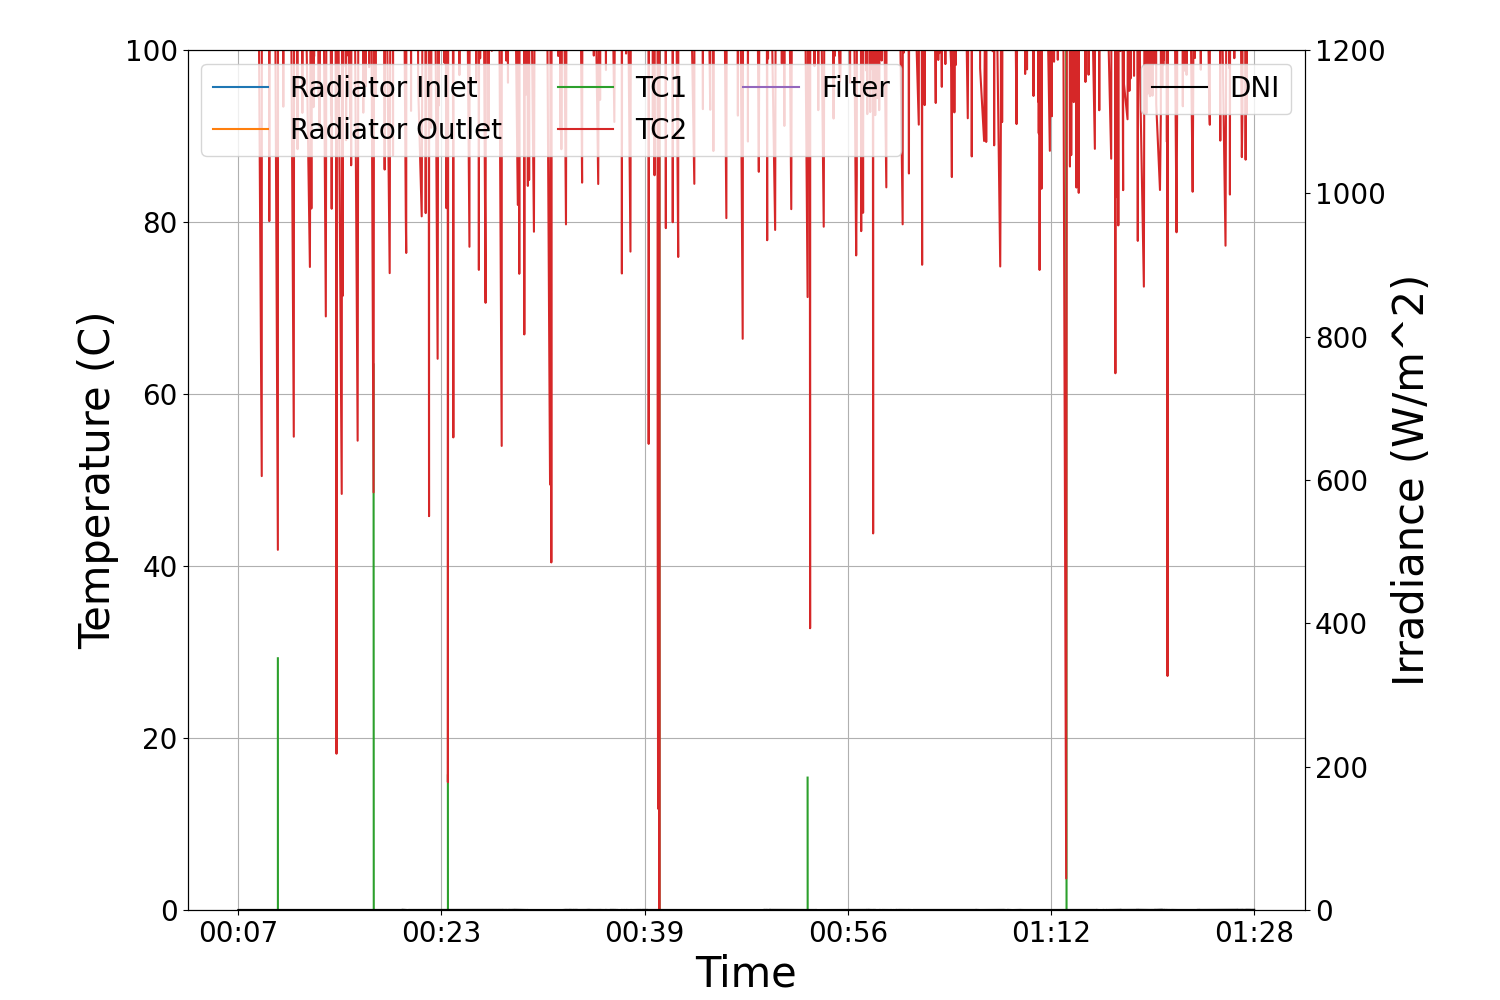 100
80
60
40
20
0
Temperature (C)
Radiator Inlet
Radiator Outlet
TC1
TC2
Filter
DNI
1200
1000
800
600
400
200
0
Irradiance (W/m^2)
00:07 00:23 00:39 00:56 01:12 01:28
Time